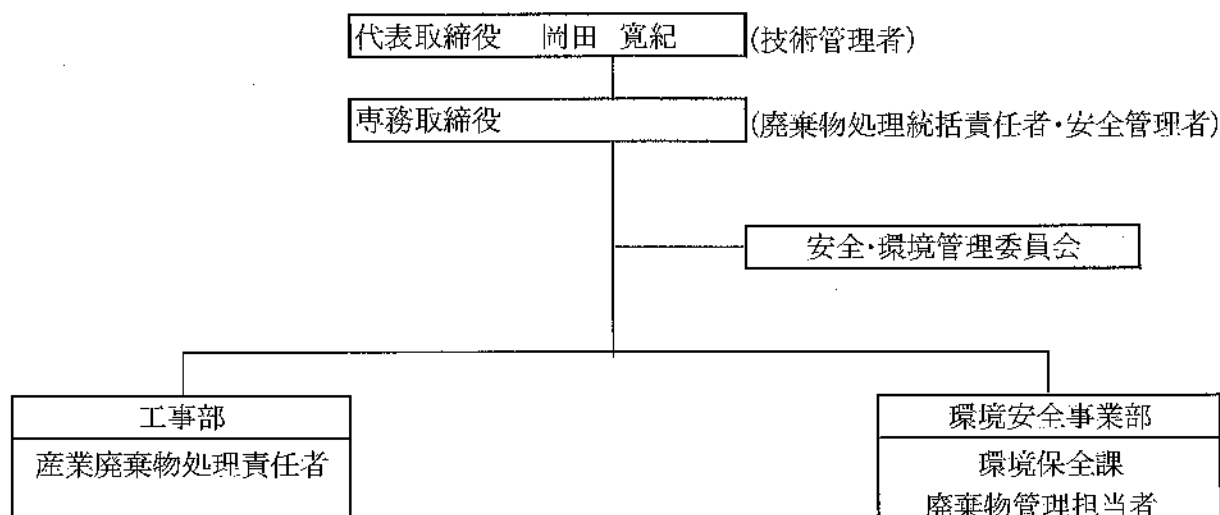 代表取締役 岡田 寛紀 (技術管理者)
専務取締役 (廃棄物処理統括責任者・安全管理者)
安全・環境管理委員会
工事部
産業廃棄物処理責任者
環境安全事業部
環境保全課
廃棄物管理担当者